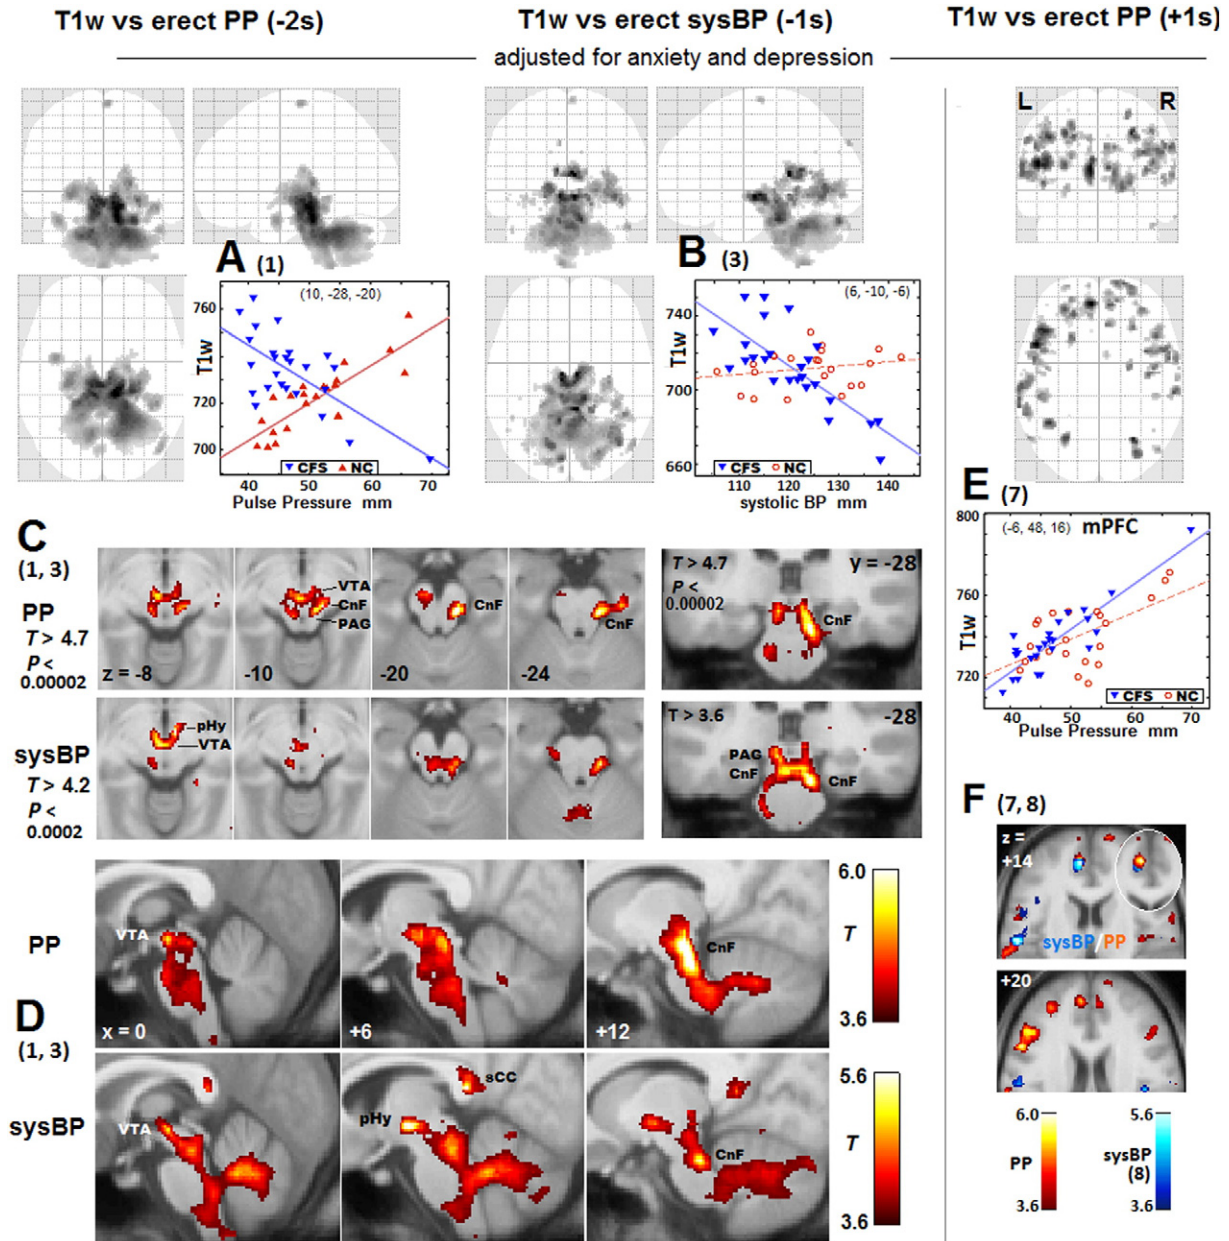 T1w vs erect PP (-2s)
T1w vs erect sysBP (-1s)
T1w vs erect PP (+1s)
adjusted for anxiety and depression
L R
A (1)
(10, -28, -20)
760
T1w
720
700
CFS NC
40 50 60 70
Pulse Pressure mm
B (3)
(6, -10, -6)
740
T1w
700
660
CFS NC
110 120 130 140
systolic BP mm
C
(1, 3)
PP
T > 4.7
P <
0.00002
z = -8
-10
VTA
CnF
PAG
-20
CnF
-24
CnF
T > 4.7
P <
0.00002
y = -28
CnF
sysBP
T > 4.2
P <
0.0002
pHy
VTA
CnF
T > 3.6
-28
PAG
CnF
CnF
D
(1, 3)
PP
VTA
x = 0
+6
CnF
+12
6.0
T
3.6
sysBP
VTA
sCC
pHy
CnF
5.6
T
3.6
E (7)
(-6, 48, 16) mPFC
800
760
T1w
720
CFS NC
40 50 60 70
Pulse Pressure mm
F (7, 8)
z =
+14
sysBP/PP
+20
6.0
PP
3.6
5.6
sysBP
(8)
3.6